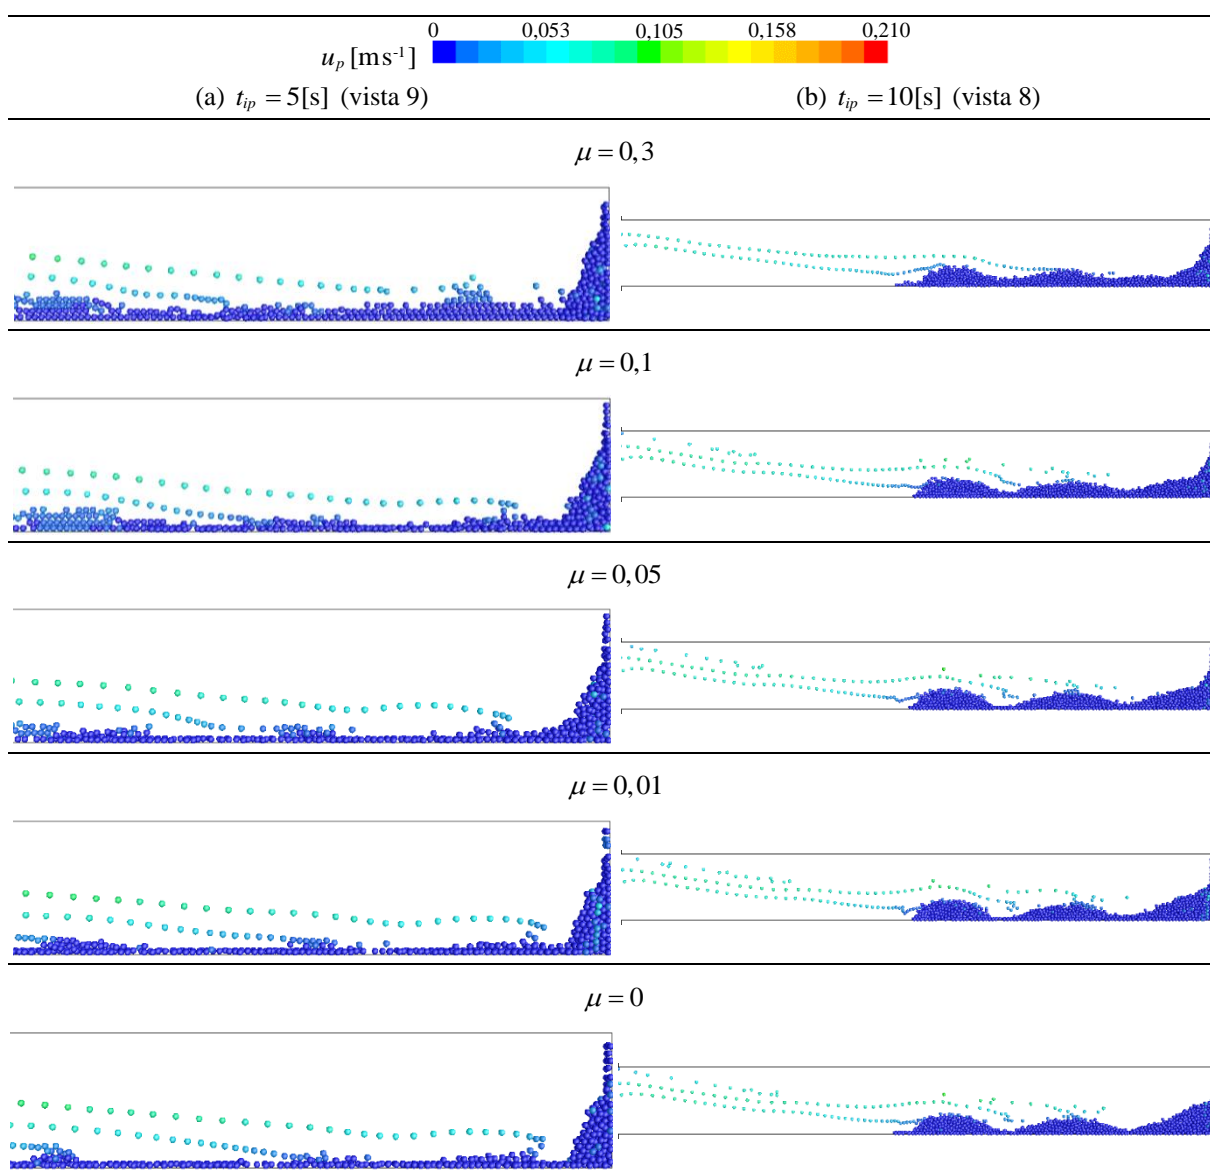 0 0,053 0,105 0,158 0,210
u_p [m s⁻¹]
(a) t_ip = 5[s] (vista 9) (b) t_ip = 10[s] (vista 8)
μ = 0,3
μ = 0,1
μ = 0,05
μ = 0,01
μ = 0